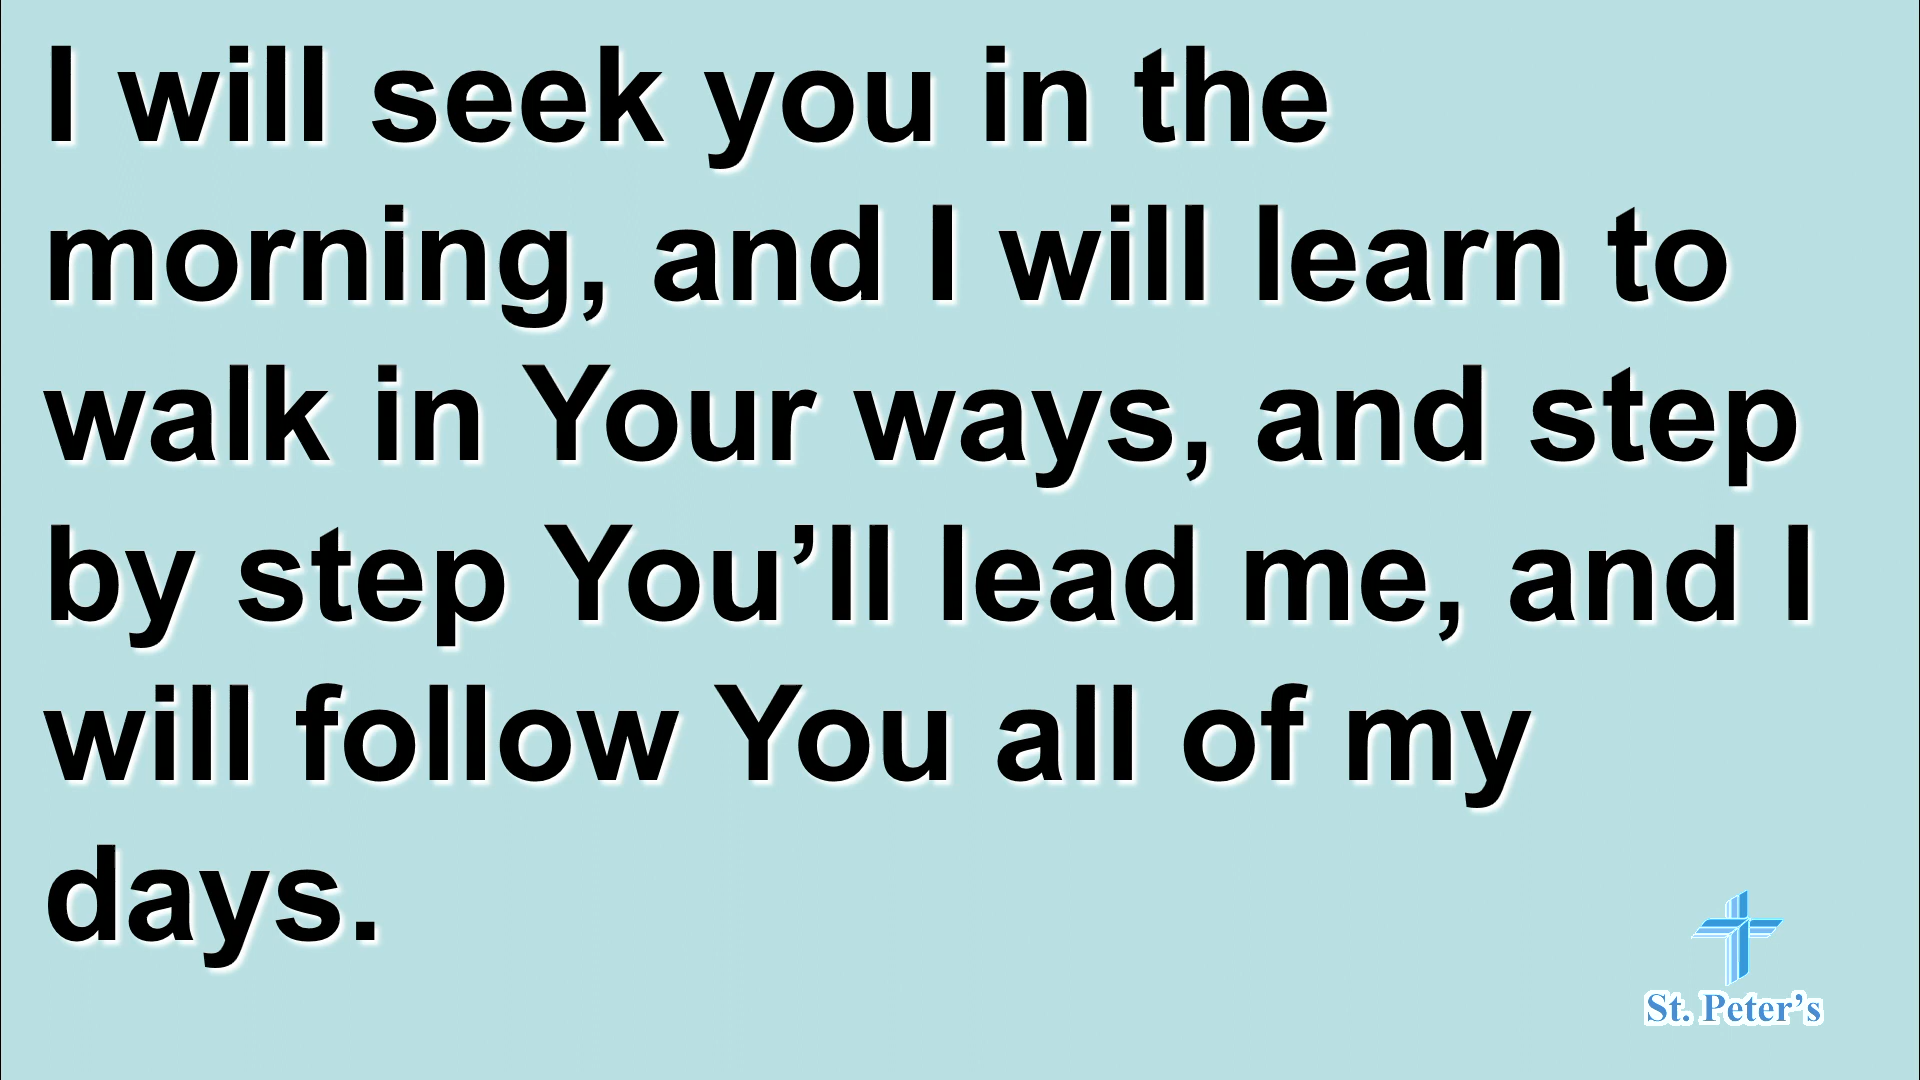 I will seek you in the
morning, and I will learn to
walk in Your ways, and step
by step You’ll lead me, and I
will follow You all of my
days.
St. Peter’s